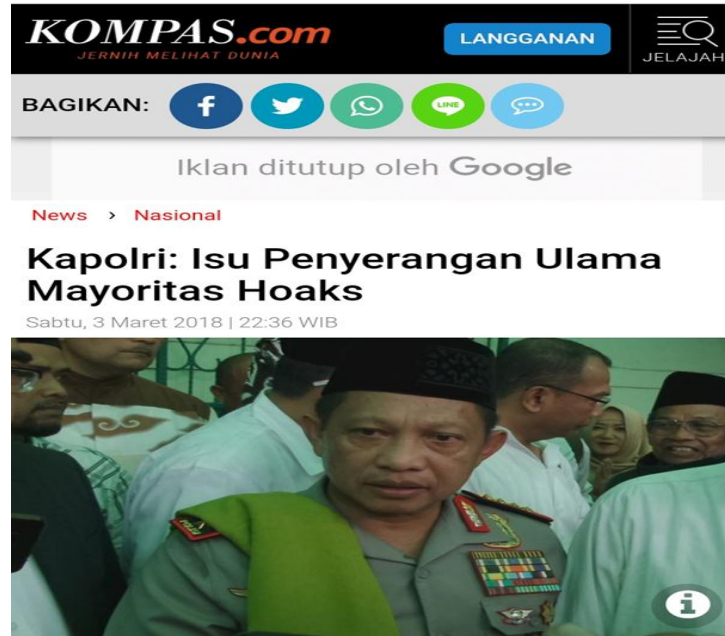 KOMPAS.com
JERNIH MELIHAT DUNIA
LANGGANAN
JELAJAH
BAGIKAN:
LINE
Iklan ditutup oleh Google
News > Nasional
Kapolri: Isu Penyerangan Ulama
Mayoritas Hoaks
Sabtu, 3 Maret 2018 | 22:36 WIB